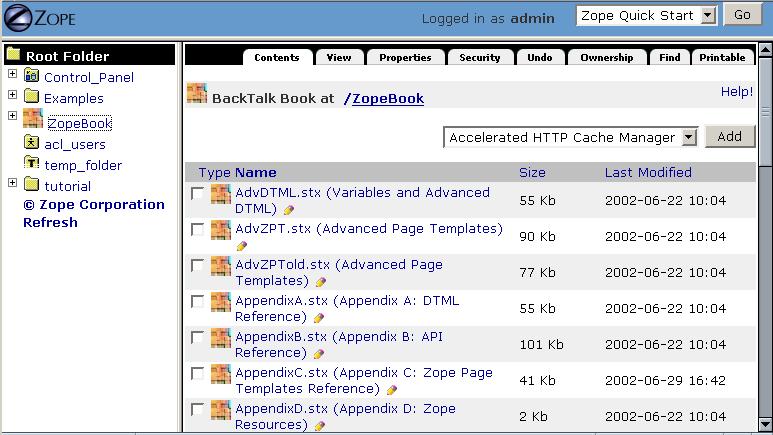 ZOPE
Logged in as admin
Zope Quick Start
Go
Root Folder
Control_Panel
Examples
ZopeBook
acl_users
temp_folder
tutorial
© Zope Corporation
Refresh
Contents View Properties Security Undo Ownership Find Printable
BackTalk Book at /ZopeBook
Help!
Accelerated HTTP Cache Manager Add
Type Name Size Last Modified
AdvDTML.stx (Variables and Advanced
DTML)
55 Kb 2002-06-22 10:04
AdvZPT.stx (Advanced Page Templates)
90 Kb 2002-06-22 10:04
AdvZPTold.stx (Advanced Page
Templates)
77 Kb 2002-06-22 10:04
AppendixA.stx (Appendix A: DTML
Reference)
55 Kb 2002-06-22 10:04
AppendixB.stx (Appendix B: API
Reference)
101 Kb 2002-06-22 10:04
AppendixC.stx (Appendix C: Zope Page
Templates Reference)
41 Kb 2002-06-29 16:42
AppendixD.stx (Appendix D: Zope
Resources)
2 Kb 2002-06-22 10:04